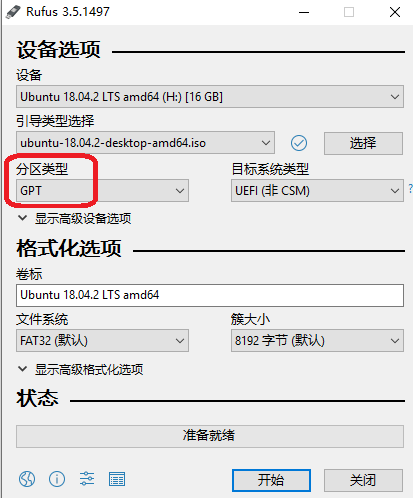 Rufus 3.5.1497
设备选项
设备
Ubuntu 18.04.2 LTS amd64 (H:) [16 GB]
引导类型选择
ubuntu-18.04.2-desktop-amd64.iso
选择
分区类型
目标系统类型
GPT
UEFI (非 CSM)
?
显示高级设备选项
格式化选项
卷标
Ubuntu 18.04.2 LTS amd64
文件系统
簇大小
FAT32 (默认)
8192 字节 (默认)
显示高级格式化选项
状态
准备就绪
开始
关闭